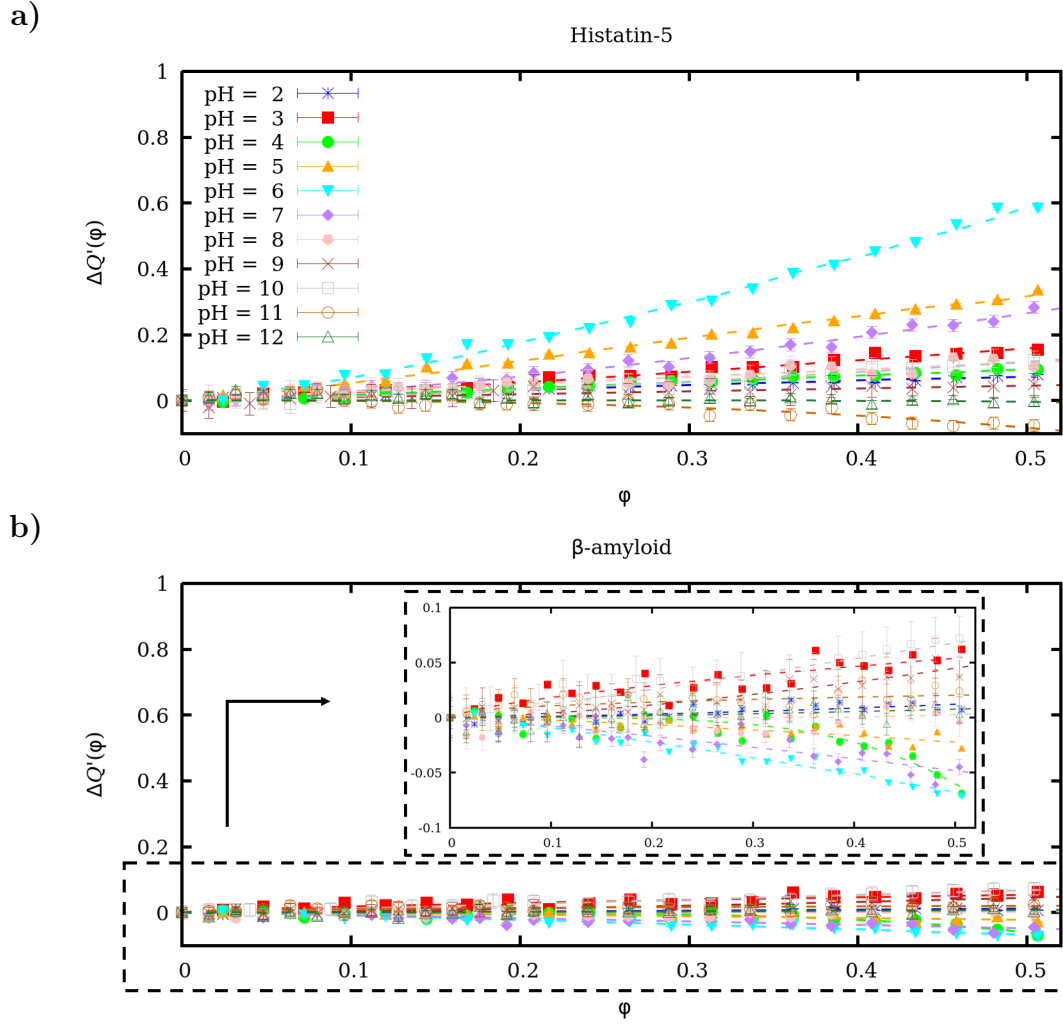 a)
Histatin-5
1
0.8
0.6
0.4
0.2
0
ΔQ'(φ)
pH = 2
pH = 3
pH = 4
pH = 5
pH = 6
pH = 7
pH = 8
pH = 9
pH = 10
pH = 11
pH = 12
0 0.1 0.2 0.3 0.4 0.5
φ
b)
β-amyloid
1
0.8
0.6
0.4
0.2
0
ΔQ'(φ)
0.1
0.05
0
-0.05
-0.1
0 0.1 0.2 0.3 0.4 0.5
0 0.1 0.2 0.3 0.4 0.5
φ